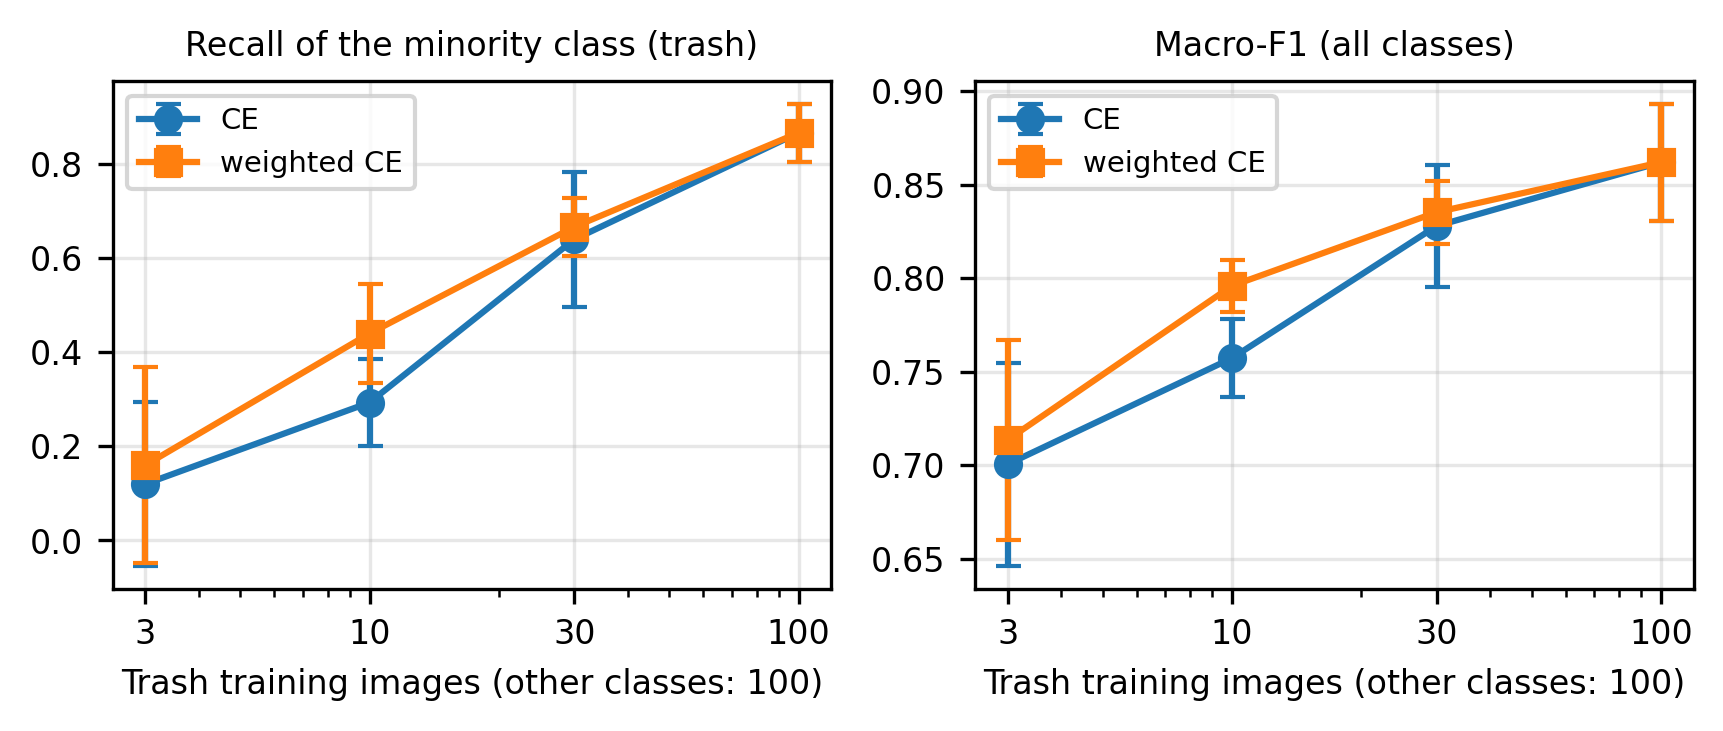 Recall of the minority class (trash)
CE
weighted CE
0.8
0.6
0.4
0.2
0.0
3 10 30 100
Trash training images (other classes: 100)
Macro-F1 (all classes)
CE
weighted CE
0.90
0.85
0.80
0.75
0.70
0.65
3 10 30 100
Trash training images (other classes: 100)